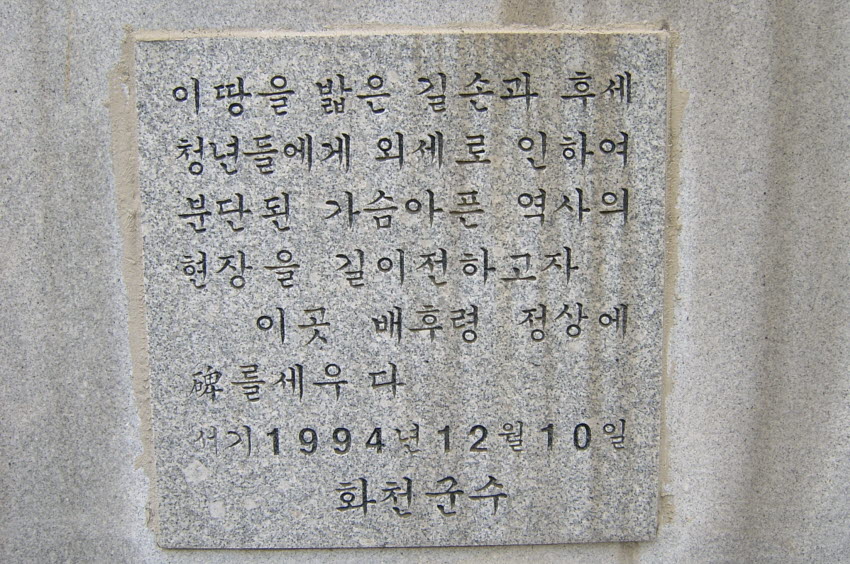 이땅을 밟은 길손과 후세
청년들에게 외세로 인하여
분단된 가슴아픈 역사의
현장을 길이전하고자
이곳 배후령 정상에
碑를세우다
서기1994년12월10일
화천군수